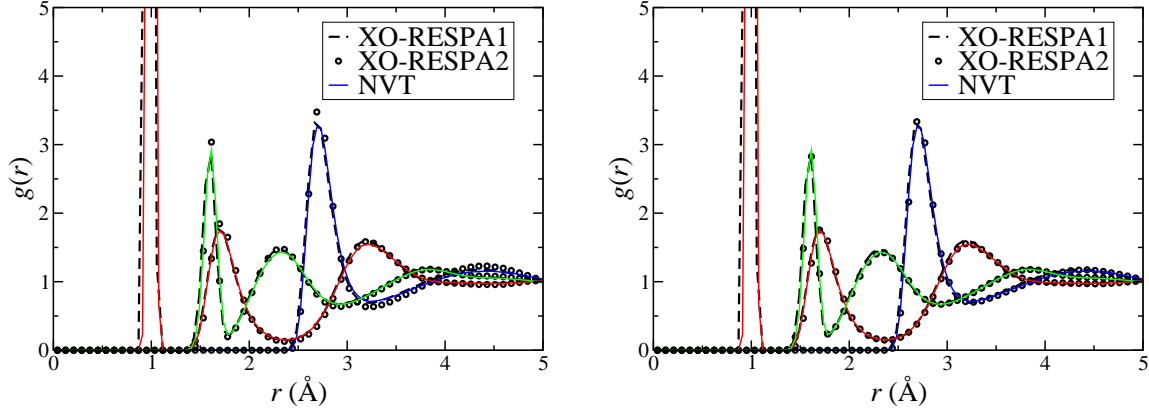 5
4
3
2
1
0
g(r)
XO-RESPA1
XO-RESPA2
NVT
0 1 2 3 4 5
r (Å)
5
4
3
2
1
0
g(r)
XO-RESPA1
XO-RESPA2
NVT
0 1 2 3 4 5
r (Å)